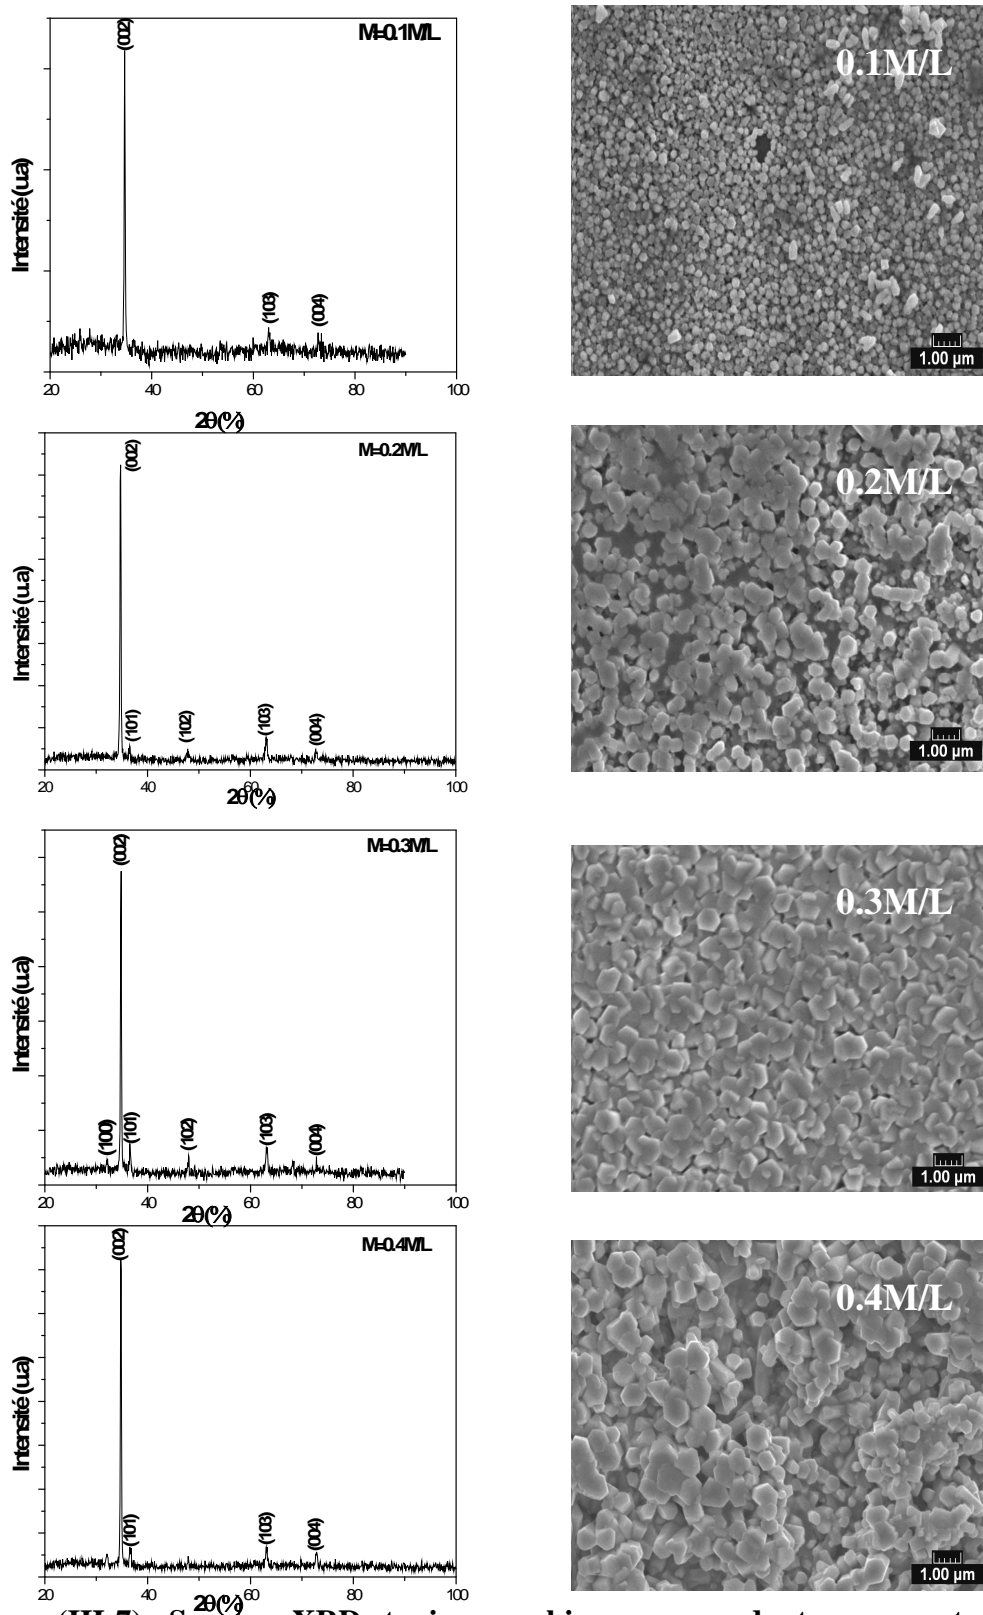 (002)
M=0.1M/L
Intensité (u.a)
(103)
(004)
20 40 60 80 100
2θ(%)
0.1M/L
1.00 µm
(002)
M=0.2M/L
Intensité (u.a)
(101)
(102)
(103)
(004)
20 40 60 80 100
2θ(%)
0.2M/L
1.00 µm
(002)
M=0.3M/L
Intensité (u.a)
(100)
(101)
(102)
(103)
(004)
20 40 60 80 100
2θ(%)
0.3M/L
1.00 µm
(002)
M=0.4M/L
Intensité (u.a)
(101)
(103)
(004)
20 40 60 80 100
2θ(%)
0.4M/L
1.00 µm
(III.7) XRD